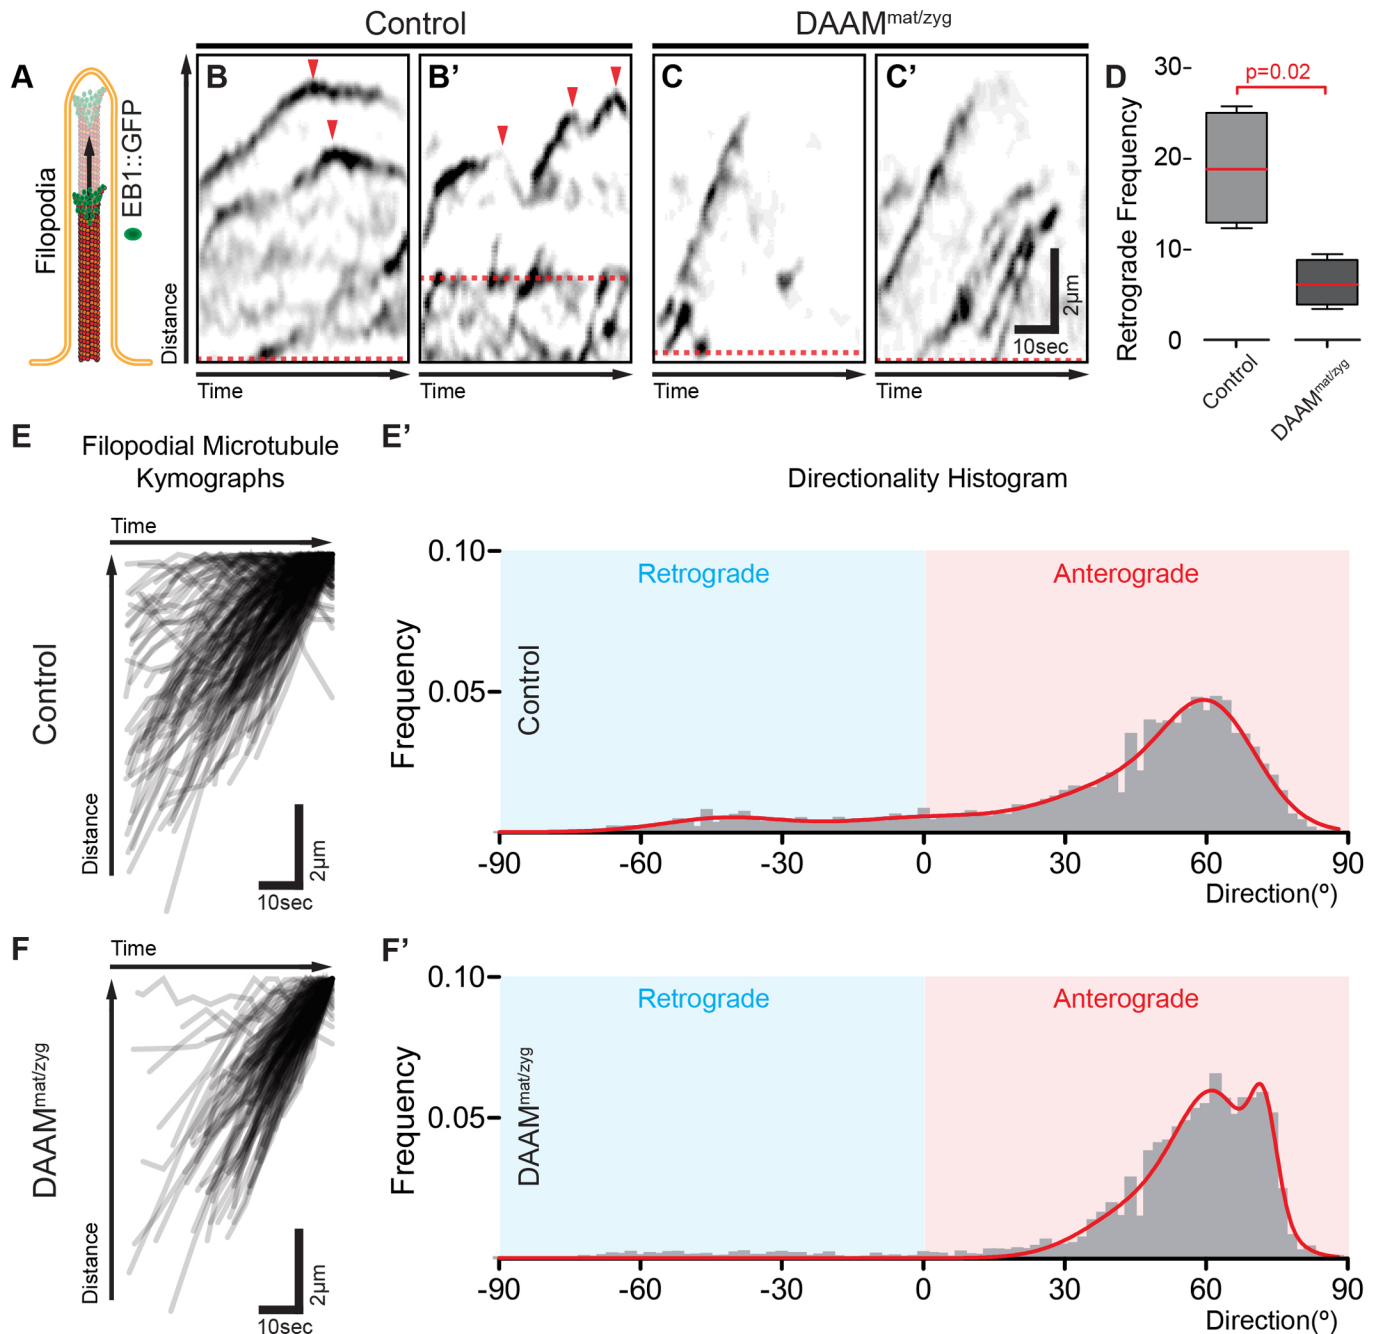 Control
DAAMmat/zyg
A
Filopodia
EB1::GFP
Distance
B
B’
C
C’
2µm
10sec
Time
Time
Time
Time
D
p=0.02
Retrograde Frequency
30
20
10
0
Control
DAAMmat/zyg
E
Filopodial Microtubule
Kymographs
Time
Control
Distance
2µm
10sec
E’
Directionality Histogram
Retrograde
Anterograde
Frequency
0.10
0.05
Control
-90
-60
-30
0
30
60
90
Direction(º)
F
Time
DAAMmat/zyg
Distance
2µm
10sec
F’
Retrograde
Anterograde
Frequency
0.10
0.05
DAAMmat/zyg
-90
-60
-30
0
30
60
90
Direction(º)